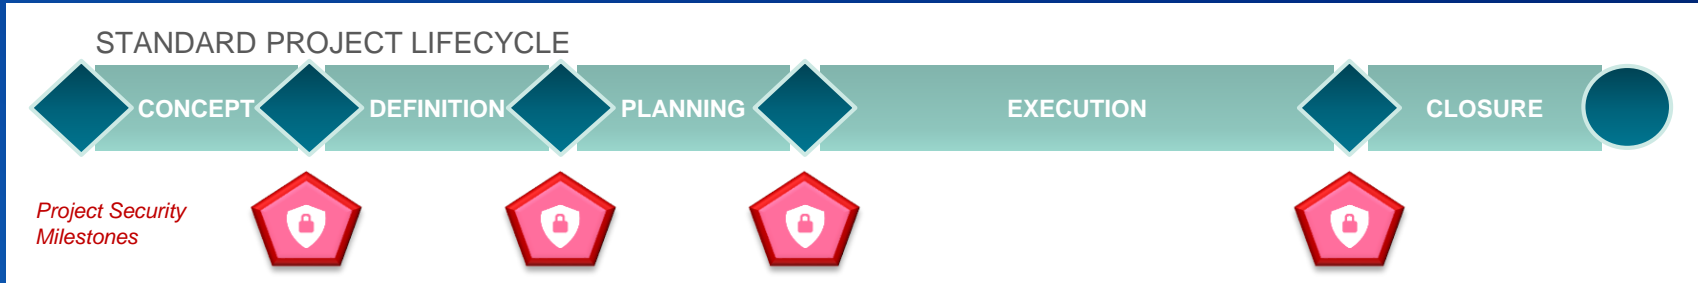 STANDARD PROJECT LIFECYCLE
CONCEPT
DEFINITION
PLANNING
EXECUTION
CLOSURE
Project Security
Milestones